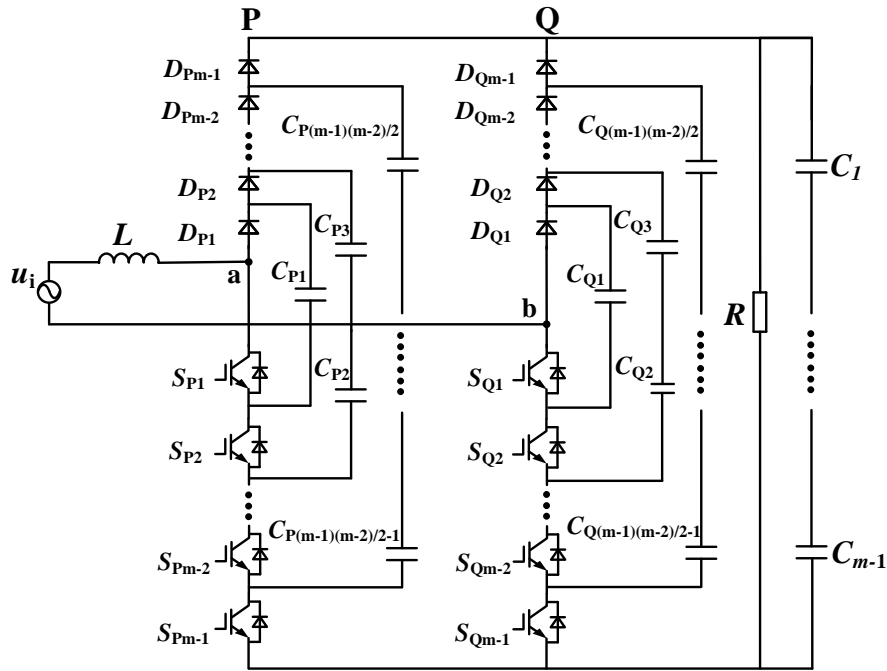 P
Q
D_Pm-1
D_Qm-1
D_Pm-2
D_Qm-2
C_P(m-1)(m-2)/2
C_Q(m-1)(m-2)/2
C_1
D_P2
D_Q2
D_P1
C_P3
D_Q1
C_Q3
L
a
C_P1
C_Q1
u_i
b
R
S_P1
C_P2
S_Q1
C_Q2
S_P2
S_Q2
C_P(m-1)(m-2)/2-1
C_Q(m-1)(m-2)/2-1
S_Pm-2
S_Qm-2
C_m-1
S_Pm-1
S_Qm-1